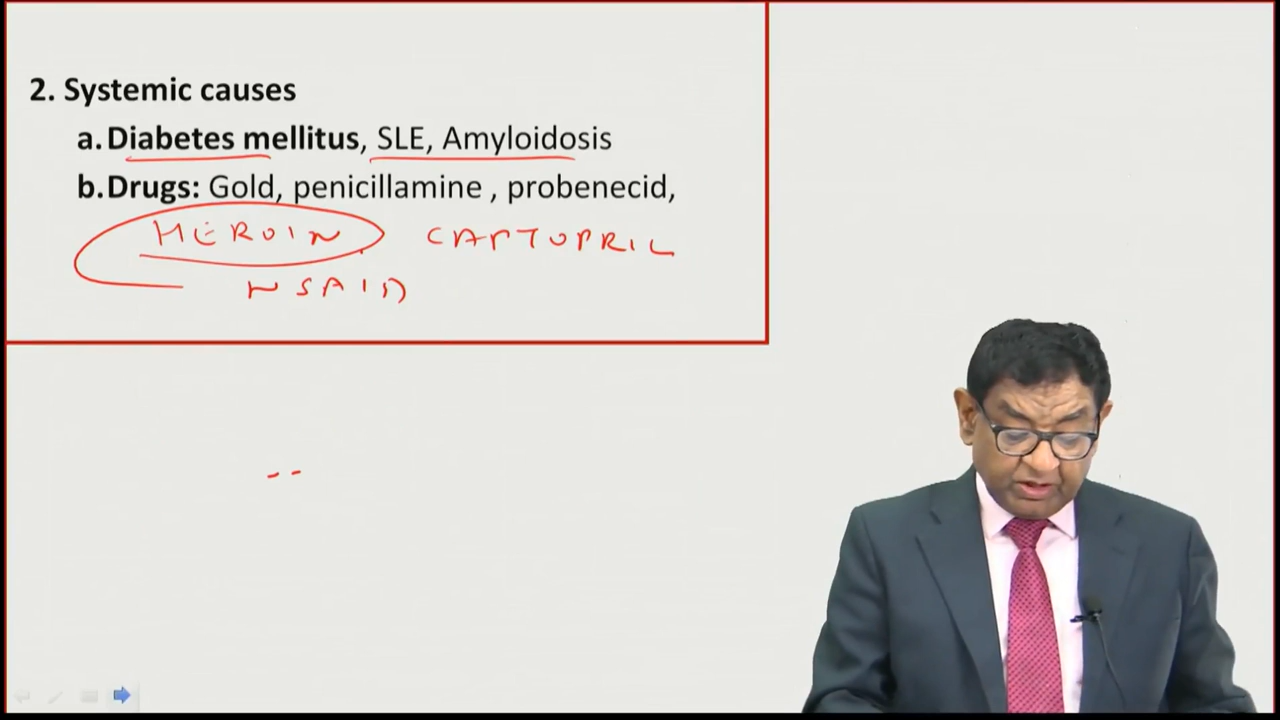 2. Systemic causes
a. Diabetes mellitus, SLE, Amyloidosis
b. Drugs: Gold, penicillamine , probenecid,
HEROIN CAPTOPRIL
NSAID